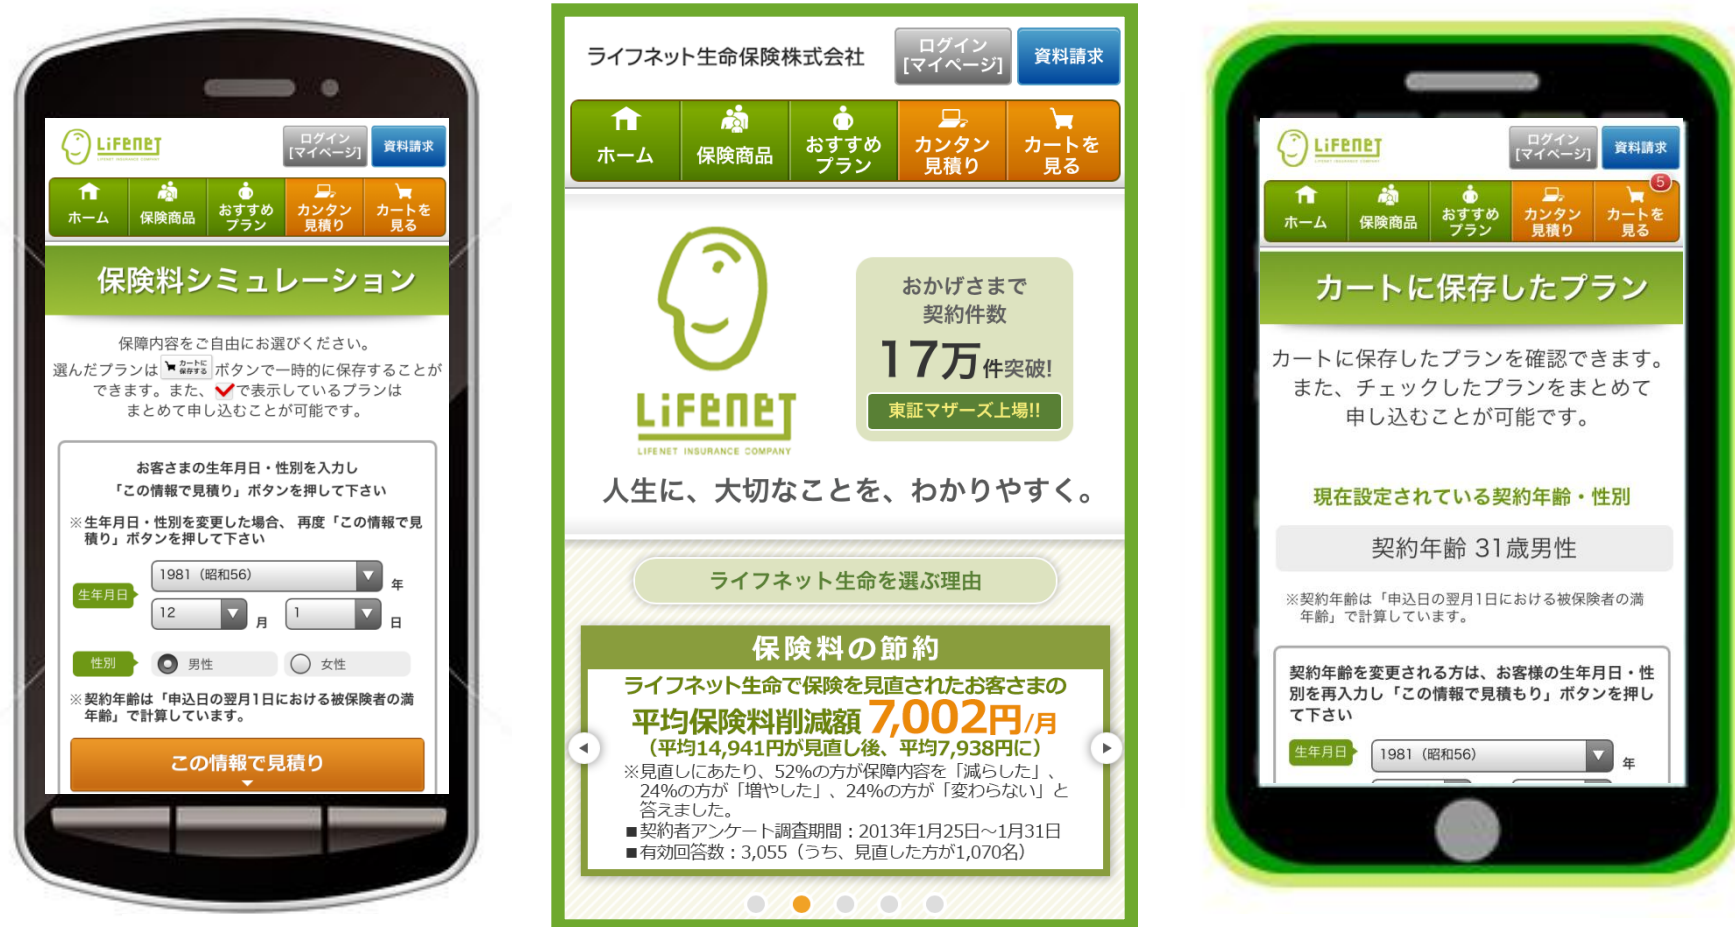 LIFENET
LIFENET INSURANCE COMPANY
ログイン
[マイページ]
資料請求
ホーム
保険商品
おすすめ
プラン
カンタン
見積り
カートを
見る
保険料シミュレーション
保障内容をご自由にお選びください。
選んだプランは カートに保存する ボタンで一時的に保存することが
できます。また、 で表示しているプランは
まとめて申し込むことが可能です。
お客さまの生年月日・性別を入力し
「この情報で見積り」ボタンを押して下さい
※生年月日・性別を変更した場合、 再度「この情報で見
積り」ボタンを押して下さい
生年月日
1981（昭和56）
年
12
月
1
日
性別
男性
女性
※契約年齢は「申込日の翌月1日における被保険者の満
年齢」で計算しています。
この情報で見積り
ライフネット生命保険株式会社
ログイン
[マイページ]
資料請求
ホーム
保険商品
おすすめ
プラン
カンタン
見積り
カートを
見る
LIFENET
LIFENET INSURANCE COMPANY
おかげさまで
契約件数
17万件突破!
東証マザーズ上場!!
人生に、大切なことを、わかりやすく。
ライフネット生命を選ぶ理由
保険料の節約
ライフネット生命で保険を見直されたお客さまの
平均保険料削減額 7,002円/月
（平均14,941円が見直し後、平均7,938円に）
※見直しにあたり、52%の方が保障内容を「減らした」、
24%の方が「増やした」、24%の方が「変わらない」と
答えました。
■契約者アンケート調査期間：2013年1月25日～1月31日
■有効回答数：3,055（うち、見直した方が1,070名）
LIFENET
LIFENET INSURANCE COMPANY
ログイン
[マイページ]
資料請求
ホーム
保険商品
おすすめ
プラン
カンタン
見積り
5
カートを
見る
カートに保存したプラン
カートに保存したプランを確認できます。
また、チェックしたプランをまとめて
申し込むことが可能です。
現在設定されている契約年齢・性別
契約年齢 31歳男性
※契約年齢は「申込日の翌月1日における被保険者の満
年齢」で計算しています。
契約年齢を変更される方は、お客様の生年月日・性
別を再入力し「この情報で見積もり」ボタンを押し
て下さい
生年月日
1981（昭和56）
年